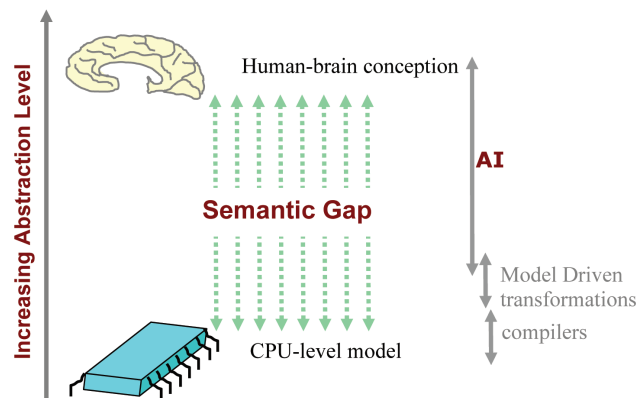 Increasing Abstraction Level
Human-brain conception
AI
Semantic Gap
Model Driven
transformations
compilers
CPU-level model